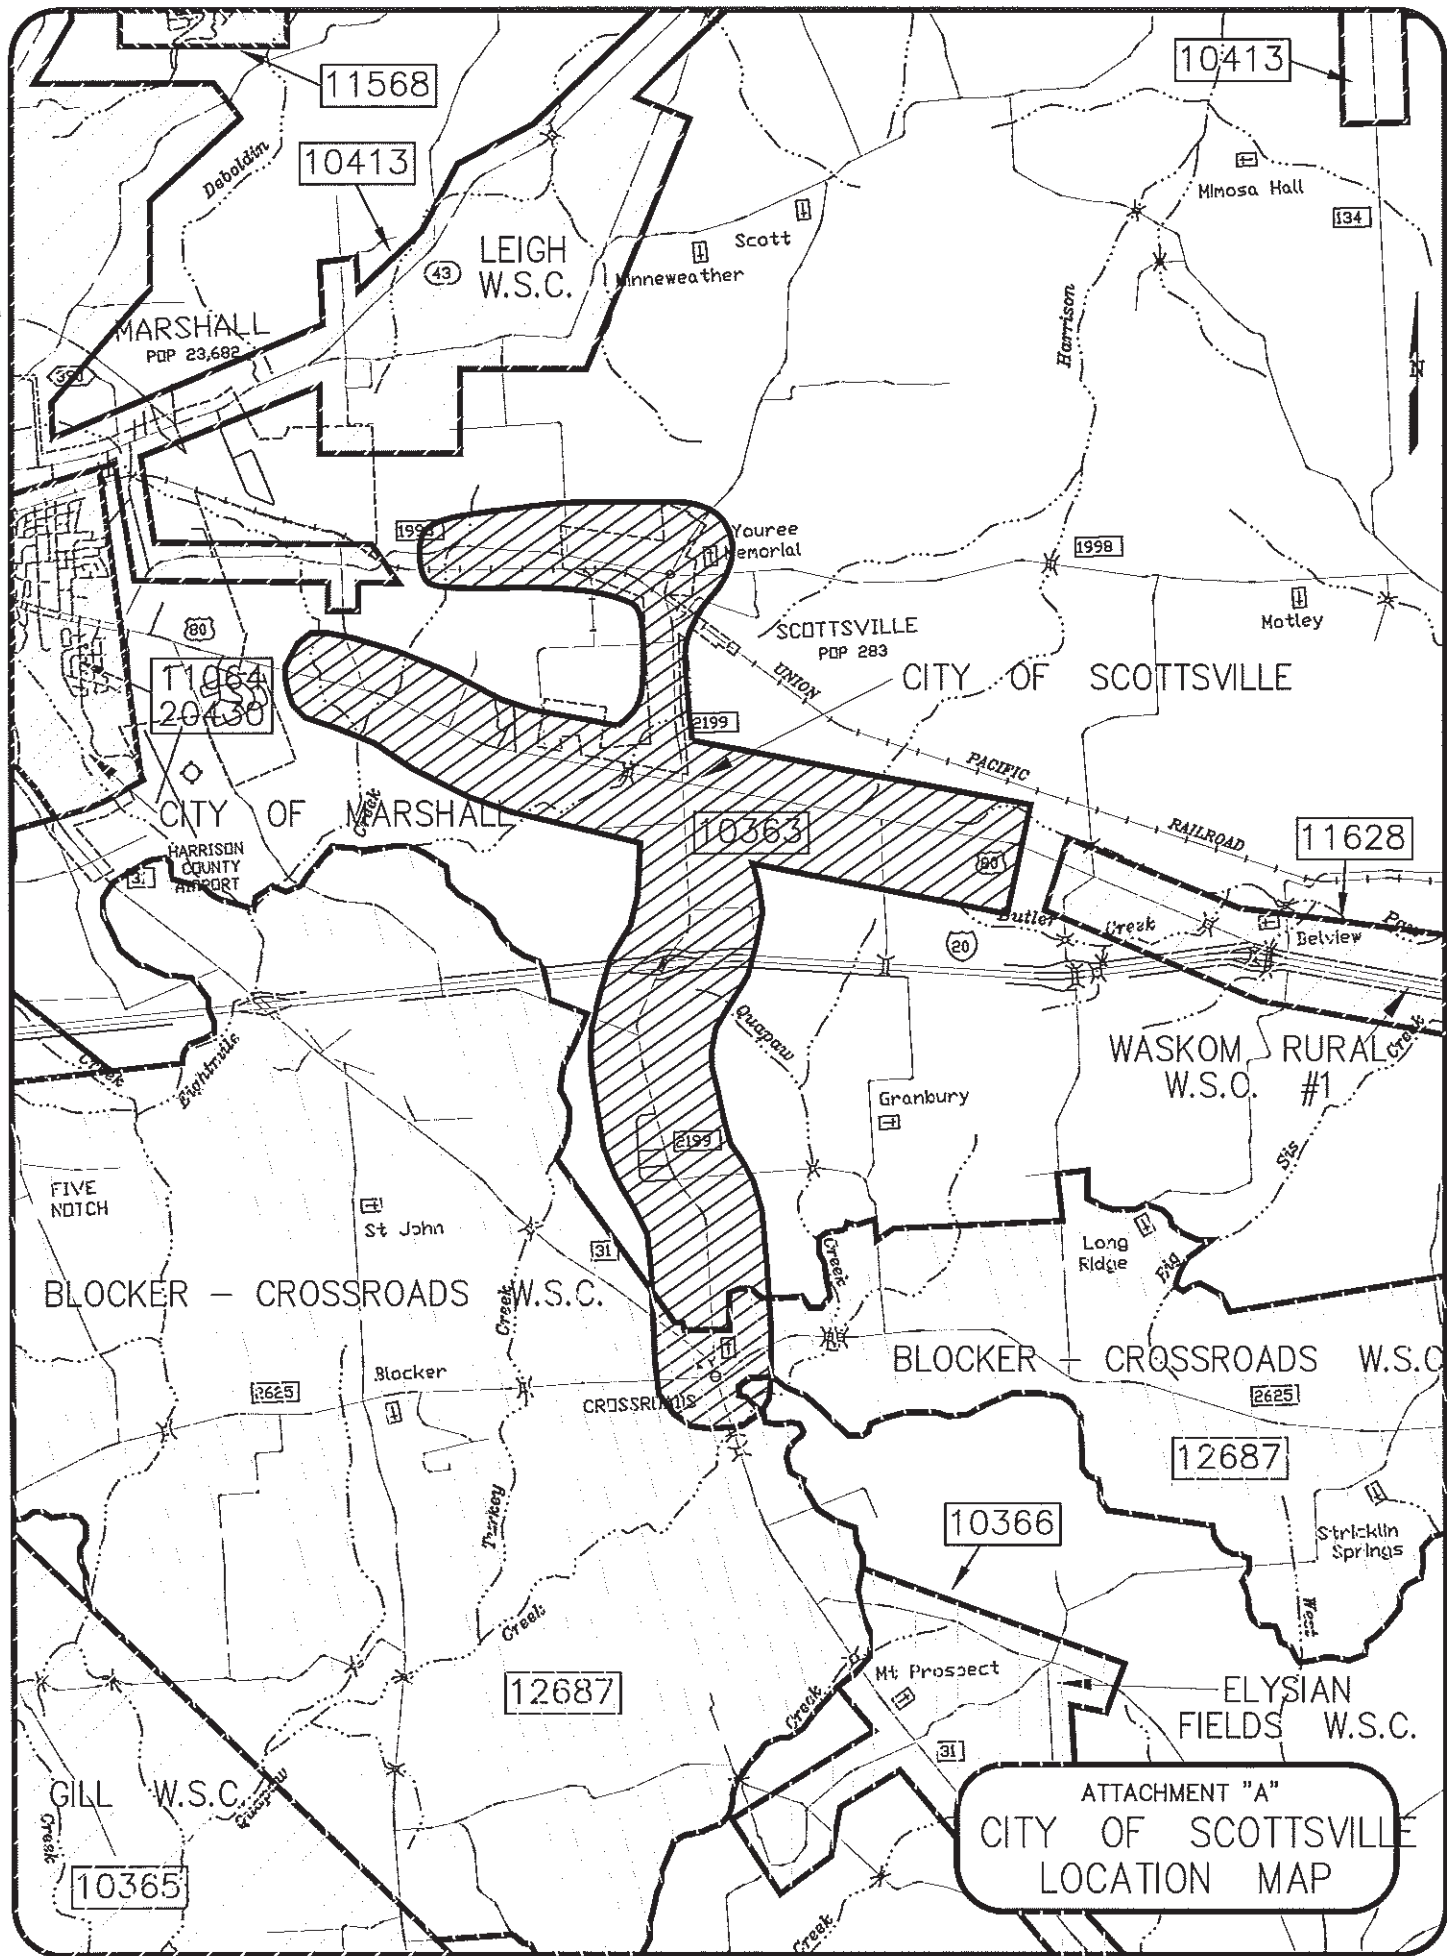 11568
10413
10413
Deboldin
Mimosa Hall
134
Scott
LEIGH
W.S.C.
43
Harrison
MARSHALL
POP 23,682
390
N
1998
Youree
Memorial
1998
Motley
80
SCOTTSVILLE
POP 283
UNION
CITY OF SCOTTSVILLE
11064
20430
2199
PACIFIC
CITY OF MARSHALL
Creek
10363
RAILROAD
11628
HARRISON
COUNTY
AIRPORT
31
80
Butler
Creek
20
Belview
Quapaw
WASKOM RURAL
W.S.C. #1
Creek
Creek
Eightmile
Granbury
2199
Sis
FIVE
NOTCH
St John
31
Creek
Long
Ridge
Big
BLOCKER - CROSSROADS W.S.C.
Creek
BLOCKER - CROSSROADS W.S.C
Blocker
2625
CROSSROADS
2625
12687
Turkey
10366
Stricklin
Springs
Creek
West
12687
Mt Prospect
Creek
ELYSIAN
FIELDS W.S.C.
31
GILL W.S.C.
Quapaw
Creek
10365
ATTACHMENT "A"
CITY OF SCOTTSVILLE
LOCATION MAP
Creek